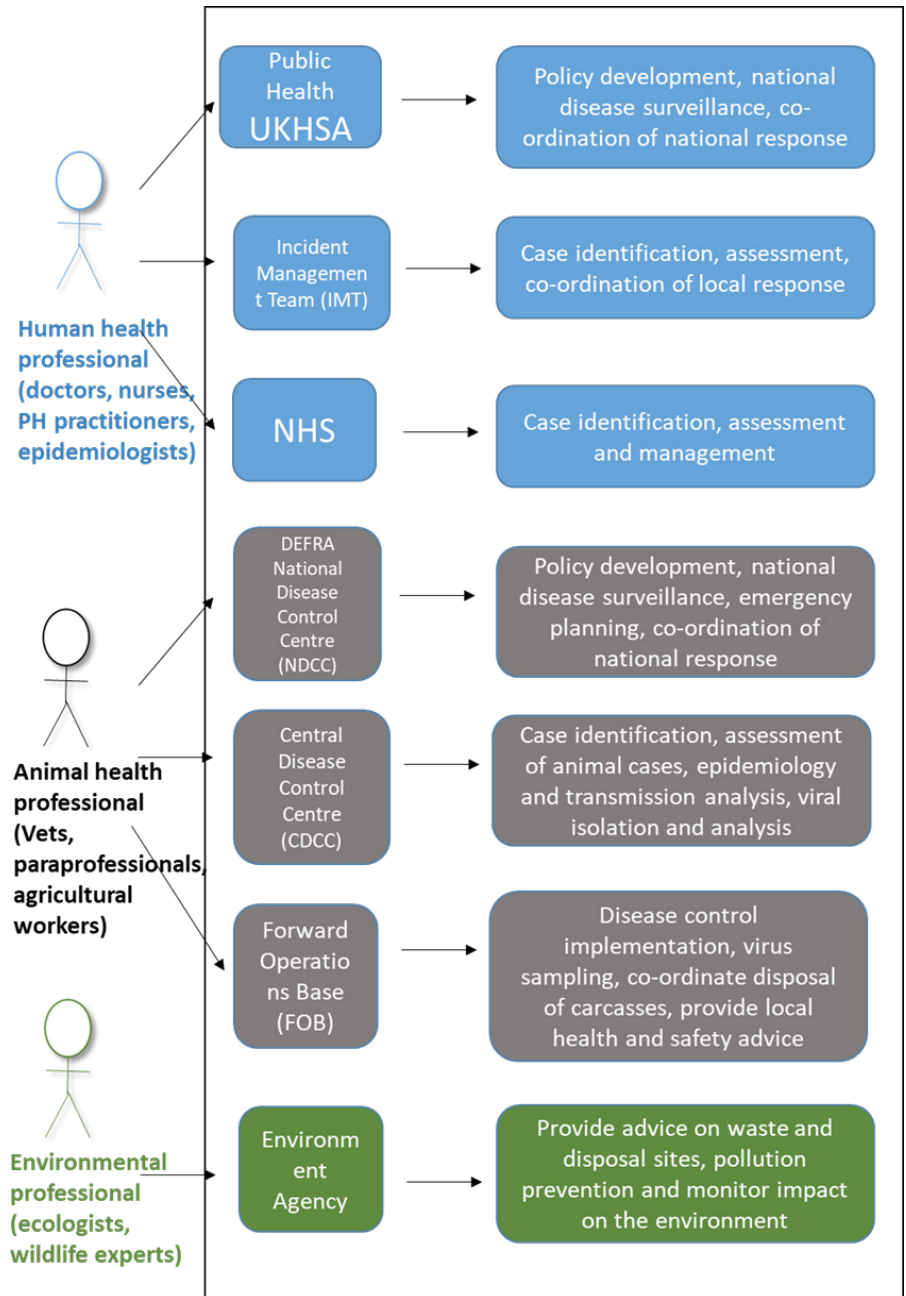 Public
Health
UKHSA
Policy development, national
disease surveillance, co-
ordination of national response
Incident
Managemen
t Team (IMT)
Case identification, assessment,
co-ordination of local response
Human health
professional
(doctors, nurses,
PH practitioners,
epidemiologists)
NHS
Case identification, assessment
and management
DEFRA
National
Disease
Control
Centre
(NDCC)
Policy development, national
disease surveillance, emergency
planning, co-ordination of
national response
Animal health
professional
(Vets,
paraprofessionals,
agricultural
workers)
Central
Disease
Control
Centre
(CDCC)
Case identification, assessment
of animal cases, epidemiology
and transmission analysis, viral
isolation and analysis
Forward
Operatio
ns Base
(FOB)
Disease control
implementation, virus
sampling, co-ordinate disposal
of carcasses, provide local
health and safety advice
Environmental
professional
(ecologists,
wildlife experts)
Environm
ent
Agency
Provide advice on waste and
disposal sites, pollution
prevention and monitor impact
on the environment